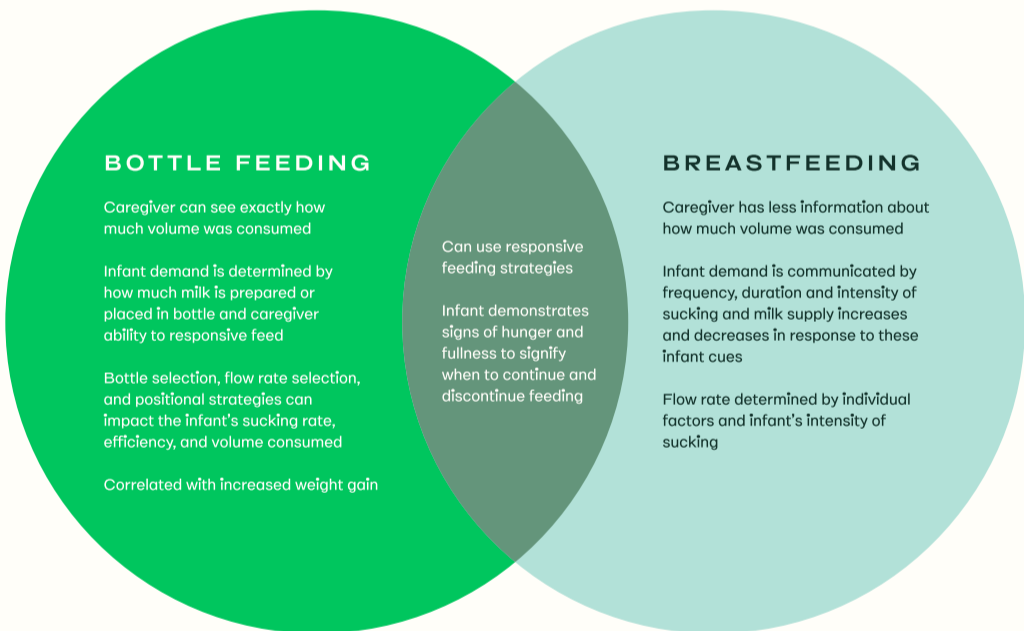 BOTTLE FEEDING
Caregiver can see exactly how
much volume was consumed
Infant demand is determined by
how much milk is prepared or
placed in bottle and caregiver
ability to responsive feed
Bottle selection, flow rate selection,
and positional strategies can
impact the infant's sucking rate,
efficiency, and volume consumed
Correlated with increased weight gain
Can use responsive
feeding strategies
Infant demonstrates
signs of hunger and
fullness to signify
when to continue and
discontinue feeding
BREASTFEEDING
Caregiver has less information about
how much volume was consumed
Infant demand is communicated by
frequency, duration and intensity of
sucking and milk supply increases
and decreases in response to these
infant cues
Flow rate determined by individual
factors and infant's intensity of
sucking